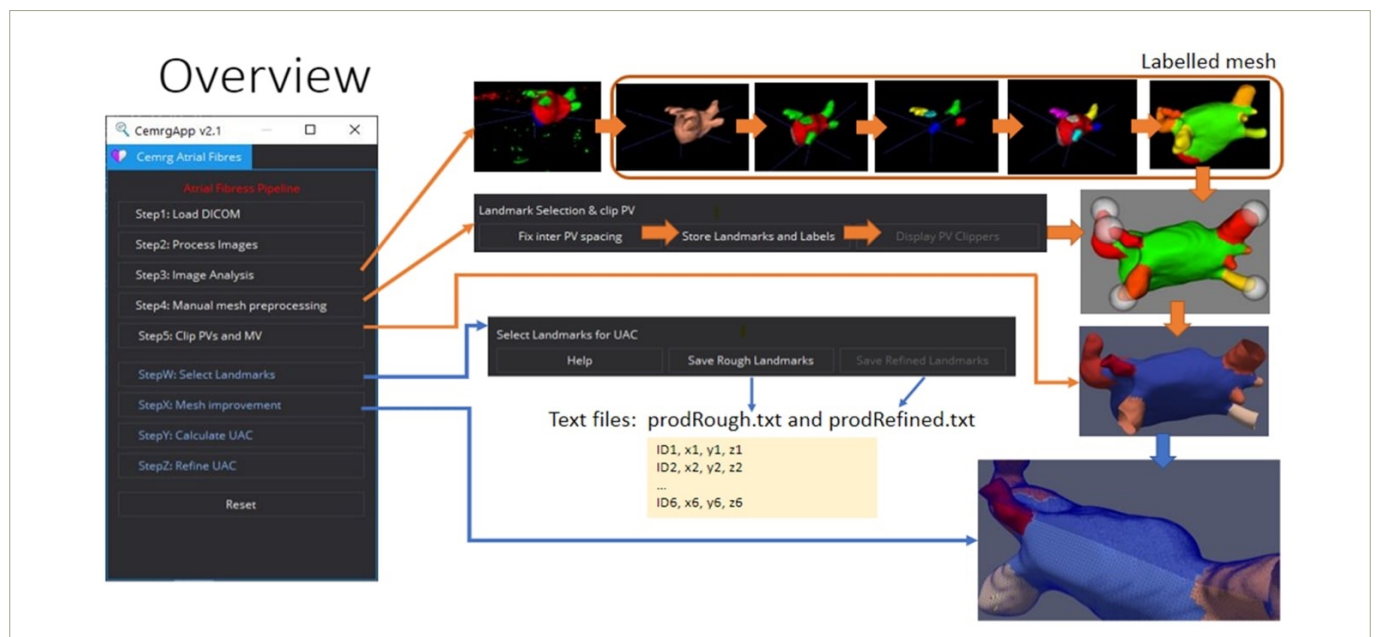 Overview
Labelled mesh
CemrgApp v2.1
Cemrg Atrial Fibres
Atrial Fibress Pipeline
Step1: Load DICOM
Step2: Process Images
Step3: Image Analysis
Step4: Manual mesh preprocessing
Step5: Clip PVs and MV
StepW: Select Landmarks
StepX: Mesh improvement
StepY: Calculate UAC
StepZ: Refine UAC
Reset
Landmark Selection & clip PV
Fix inter PV spacing
Store Landmarks and Labels
Display PV Clippers
Select Landmarks for UAC
Help
Save Rough Landmarks
Save Refined Landmarks
Text files: prodRough.txt and prodRefined.txt
ID1, x1, y1, z1
ID2, x2, y2, z2
...
ID6, x6, y6, z6